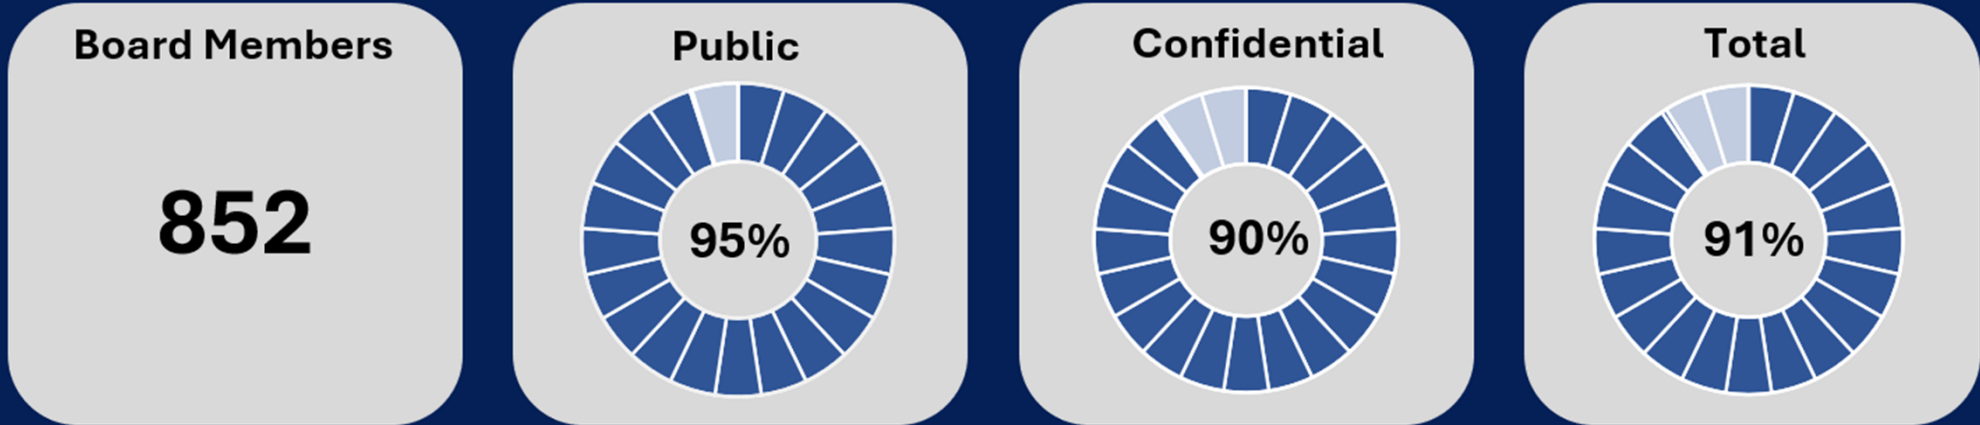 Board Members
852
Public
95%
Confidential
90%
Total
91%